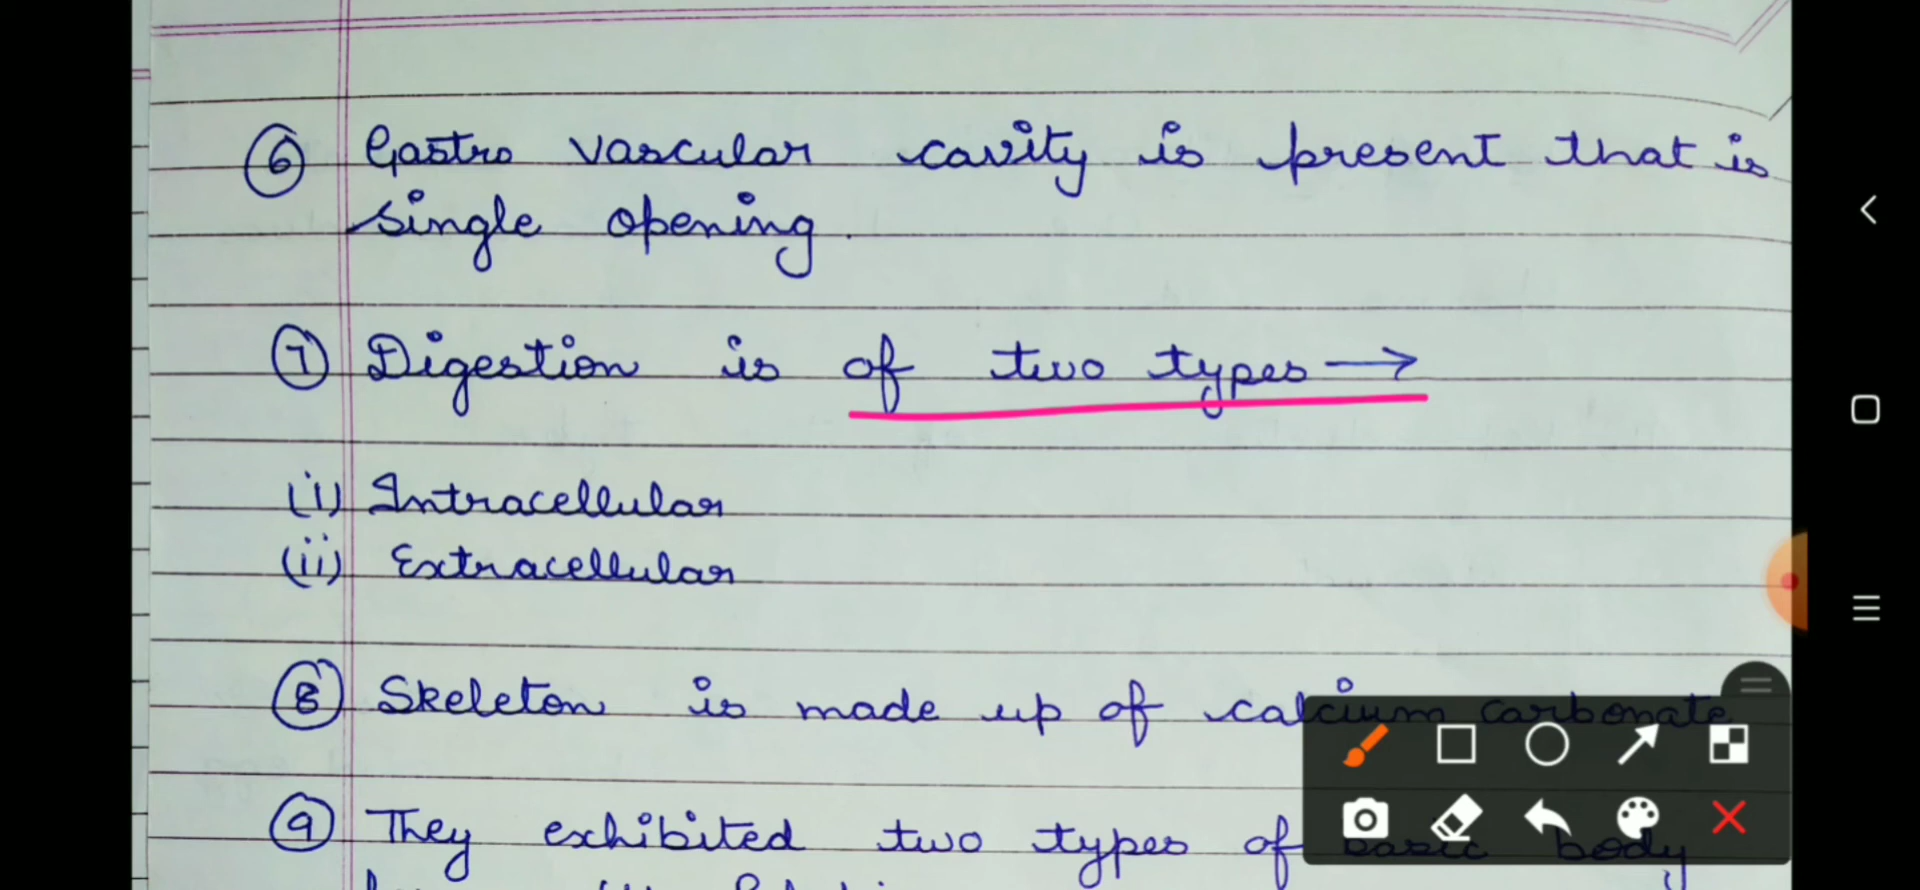 6 Gastro vascular cavity is present that is
single opening.
7 Digestion is of two types →
(i) Intracellular
(ii) Extracellular
8 Skeleton is made up of calcium carbonate
9 They exhibited two types of basic body